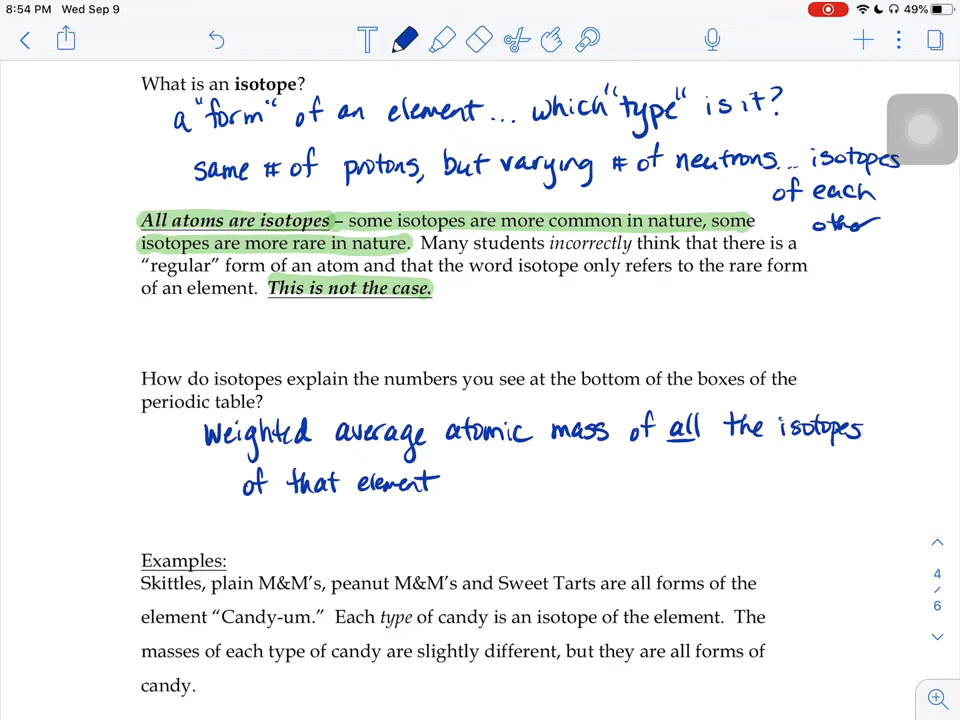 8:54 PM Wed Sep 9
49%
What is an isotope?
a "form" of an element... which "type" is it?
same # of protons, but varying # of neutrons... isotopes
of each
other
All atoms are isotopes – some isotopes are more common in nature, some
isotopes are more rare in nature. Many students incorrectly think that there is a
“regular” form of an atom and that the word isotope only refers to the rare form
of an element. This is not the case.
How do isotopes explain the numbers you see at the bottom of the boxes of the
periodic table?
Weighted average atomic mass of all the isotopes
of that element
Examples:
Skittles, plain M&M’s, peanut M&M’s and Sweet Tarts are all forms of the
element “Candy-um.” Each type of candy is an isotope of the element. The
masses of each type of candy are slightly different, but they are all forms of
candy.
4
/
6